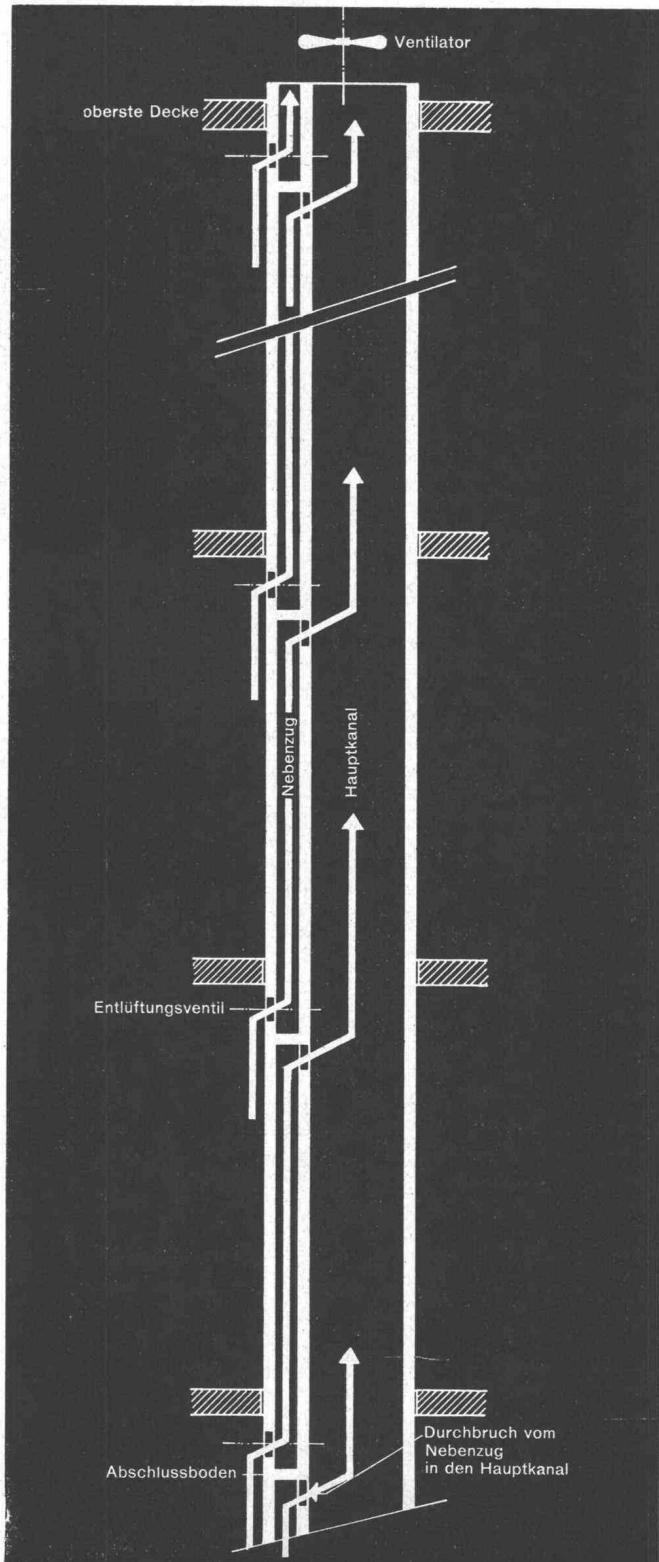 Ventilator
oberste Decke
Nebenzug
Hauptkanal
Entlüftungsventil
Durchbruch vom
Nebenzug
in den Hauptkanal
Abschlussboden